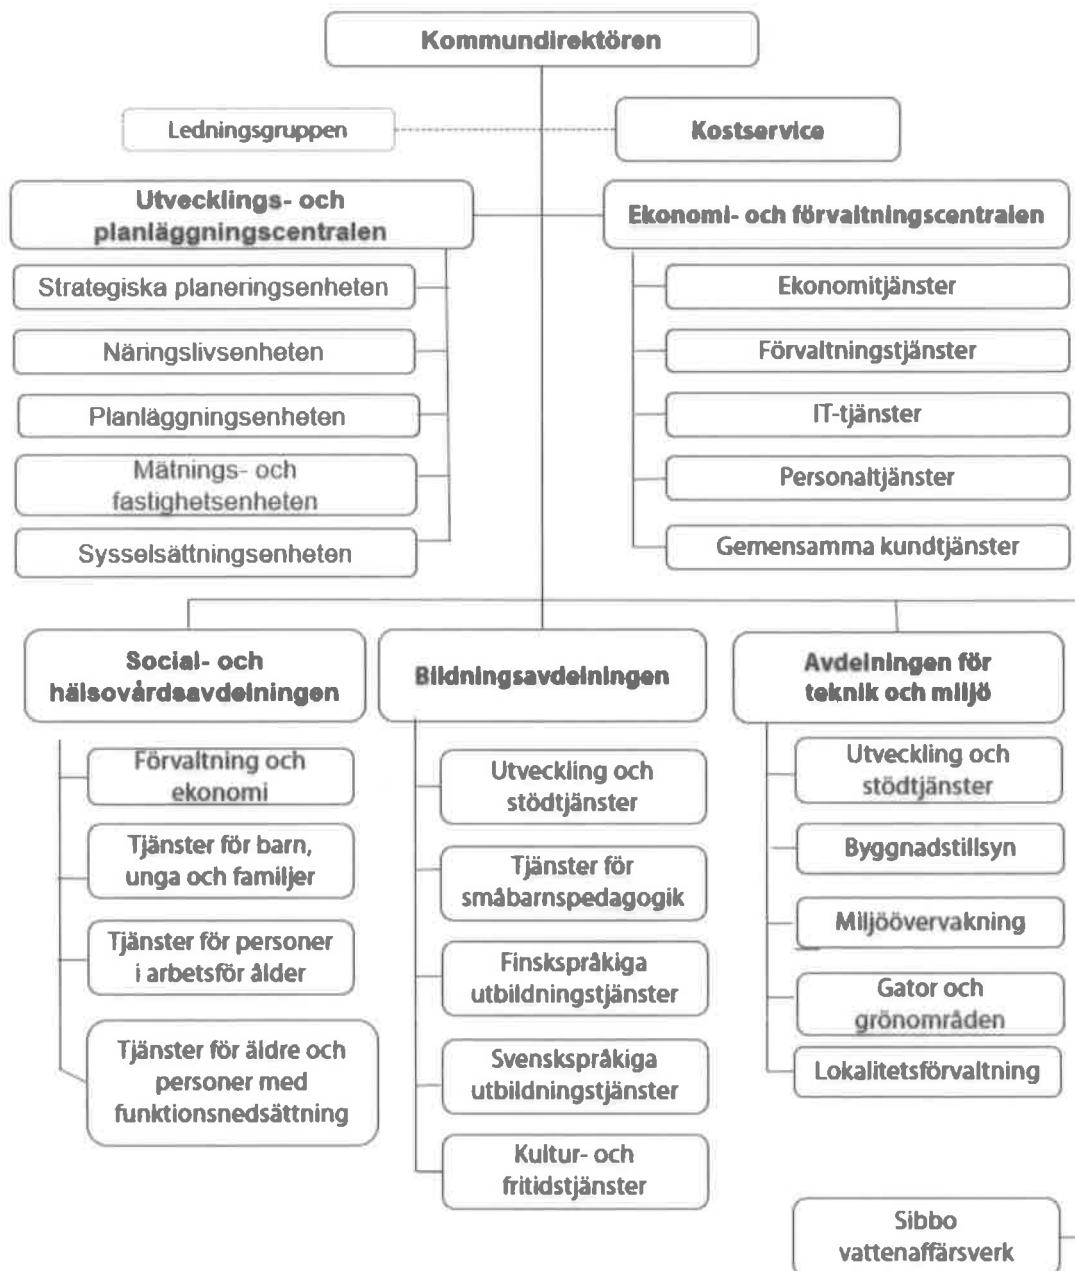 Kommundirektören
Ledningsgruppen
Kostservice
Utvecklings- och
planläggningscentralen
Strategiska planeringsenheten
Näringslivsenheten
Planläggningsenheten
Mätnings- och
fastighetsenheten
Sysselsättningsenheten
Ekonomi- och förvaltningscentralen
Ekonomitjänster
Förvaltningstjänster
IT-tjänster
Personaltjänster
Gemensamma kundtjänster
Social- och
hälsovårdsavdelningen
Förvaltning och
ekonomi
Tjänster för barn,
unga och familjer
Tjänster för personer
i arbetsför ålder
Tjänster för äldre och
personer med
funktionsnedsättning
Bildningsavdelningen
Utveckling och
stödtjänster
Tjänster för
småbarnspedagogik
Finskspråkiga
utbildningstjänster
Svenskspråkiga
utbildningstjänster
Kultur- och
fritidstjänster
Avdelningen för
teknik och miljö
Utveckling och
stödtjänster
Byggnadstillsyn
Miljöövervakning
Gator och
grönområden
Lokalitetsförvaltning
Sibbo
vattenaffärsverk